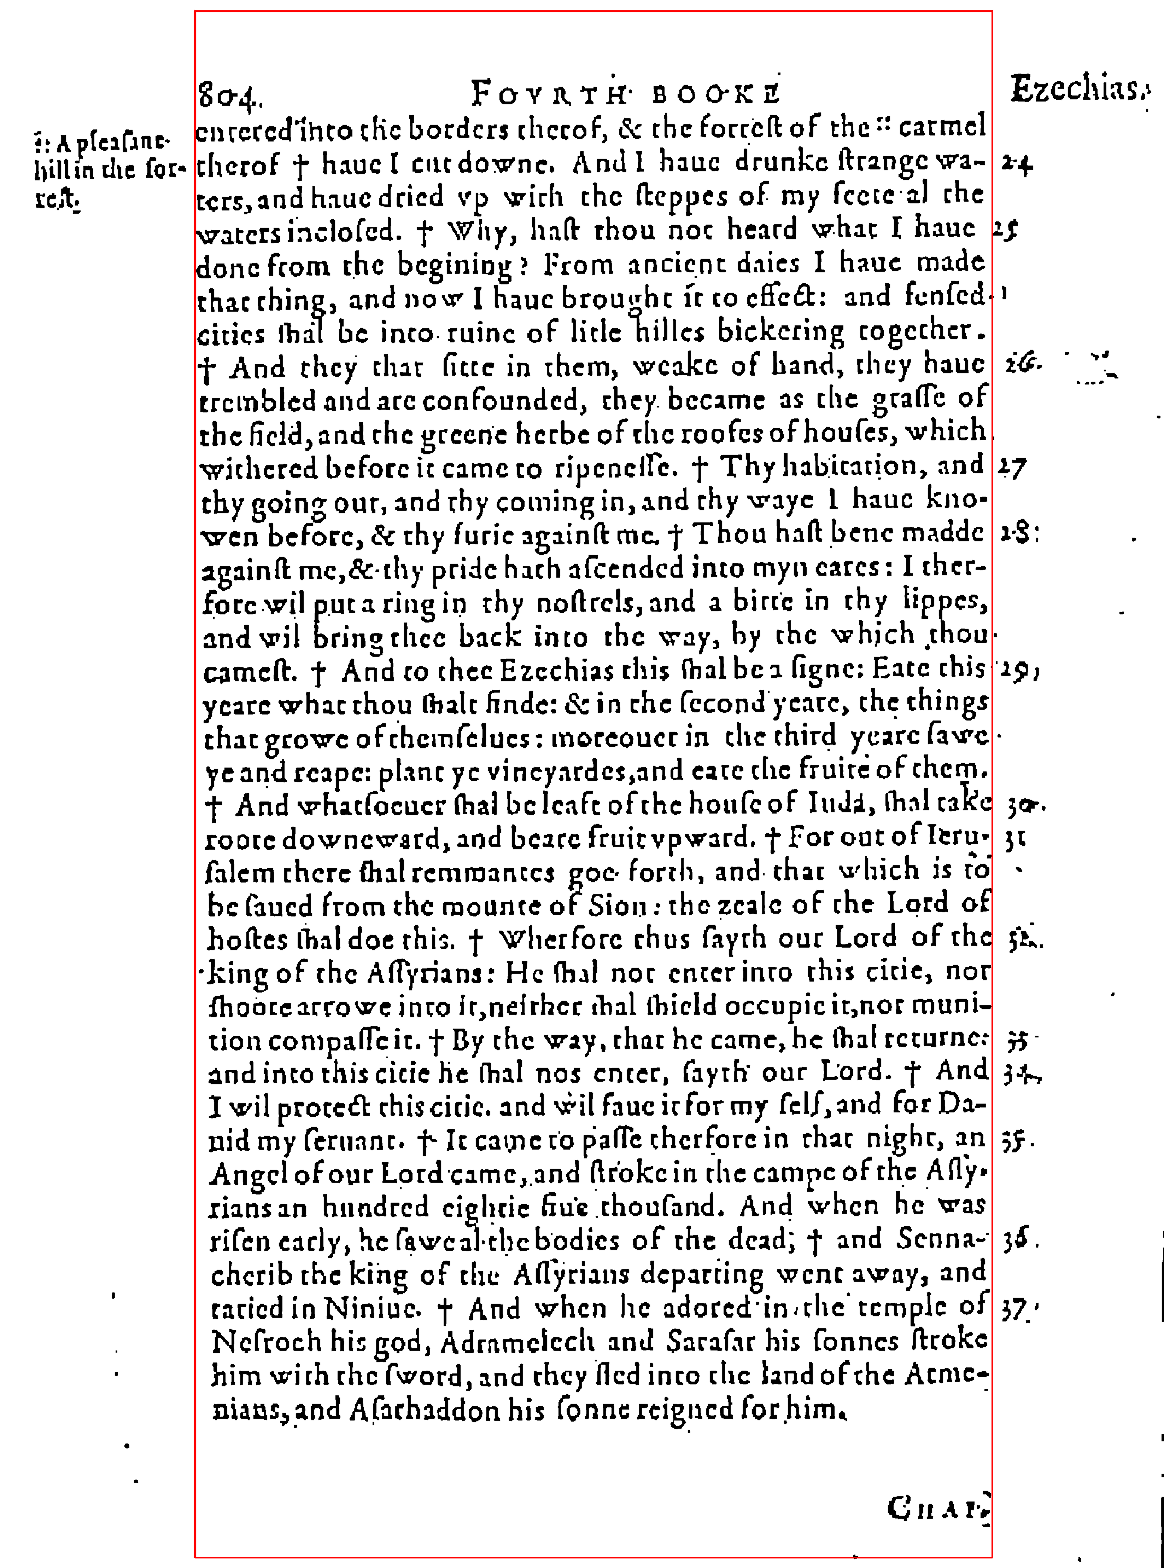 804. FOVRTH BOOKE Ezechias.
:: A pleasant
hill in the for-
rest.
entered into the borders therof, & the forreſt of the :: carmel
therof † haue I cut downe. And I haue drunke ſtrange wa- 24
ters, and haue dried vp with the ſteppes of my feete al the
waters incloſed. † Why, haſt thou not heard what I haue 25
done from the begining? From ancient daies I haue made
that thing, and now I haue brought it to effect: and fenſed
cities ſhal be into ruine of litle hilles bickering together.
† And they that ſitte in them, weake of hand, they haue 26.
trembled and are confounded, they became as the graſſe of
the field, and the greene herbe of the roofes of houſes, which
withered before it came to ripeneſſe. † Thy habitation, and 27
thy going out, and thy coming in, and thy waye I haue kno-
wen before, & thy furie againſt me. † Thou haſt bene madde 28
againſt me, & thy pride hath aſcended into myn eares: I ther-
fore wil put a ring in thy noſtrels, and a bitte in thy lippes,
and wil bring thee back into the way, by the which thou
cameſt. † And to thee Ezechias this ſhal be a ſigne: Eate this 29
yeare what thou ſhalt finde: & in the ſecond yeare, the things
that growe of themſelues: moreouer in the third yeare ſawe
ye and reape: plant ye vineyardes, and eate the fruite of them.
† And whatſoeuer ſhal be leaft of the houſe of Iuda, ſhal take 30.
roote downeward, and beare fruit vpward. † For out of Ieru- 31
ſalem there ſhal remmantes goe forth, and that which is to
be ſaued from the mounte of Sion: the zeale of the Lord of
hoſtes ſhal doe this. † Wherfore thus ſayth our Lord of the 32.
king of the Aſſyrians: He ſhal not enter into this citie, nor
ſhoote arrowe into it, neither ſhal ſhield occupie it, nor muni-
tion compaſſe it. † By the way, that he came, he ſhal returne: 33
and into this citie he ſhal nos enter, ſayth our Lord. † And 34
I wil protect this citie. and wil ſaue it for my ſelf, and for Da-
uid my ſeruant. † It came to paſſe therfore in that night, an 35.
Angel of our Lord came, and ſtroke in the campe of the Aſſy-
rians an hundred eightie fiue thouſand. And when he was
riſen early, he ſawe al the bodies of the dead; † and Senna- 36.
cherib the king of the Aſſyrians departing went away, and
taried in Niniue. † And when he adored in the temple of 37.
Neſroch his god, Adramelech and Saraſar his ſonnes ſtroke
him with the ſword, and they fled into the land of the Arme-
nians, and Aſarhaddon his ſonne reigned for him.
CHAP.